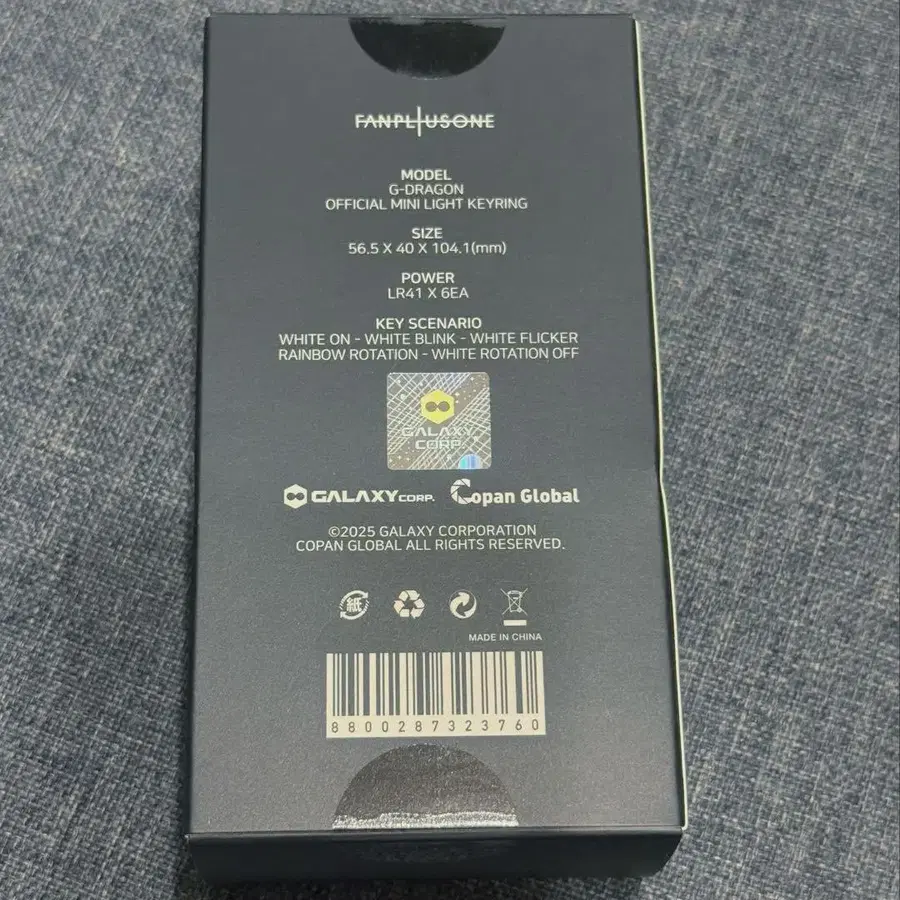 FANPL+USONE
MODEL
G-DRAGON
OFFICIAL MINI LIGHT KEYRING
SIZE
56.5 X 40 X 104.1(mm)
POWER
LR41 X 6EA
KEY SCENARIO
WHITE ON - WHITE BLINK - WHITE FLICKER
RAINBOW ROTATION - WHITE ROTATION OFF
GALAXY
CORP
GALAXY CORP. Copan Global
©2025 GALAXY CORPORATION
COPAN GLOBAL ALL RIGHTS RESERVED.
紙
MADE IN CHINA
8800287323760